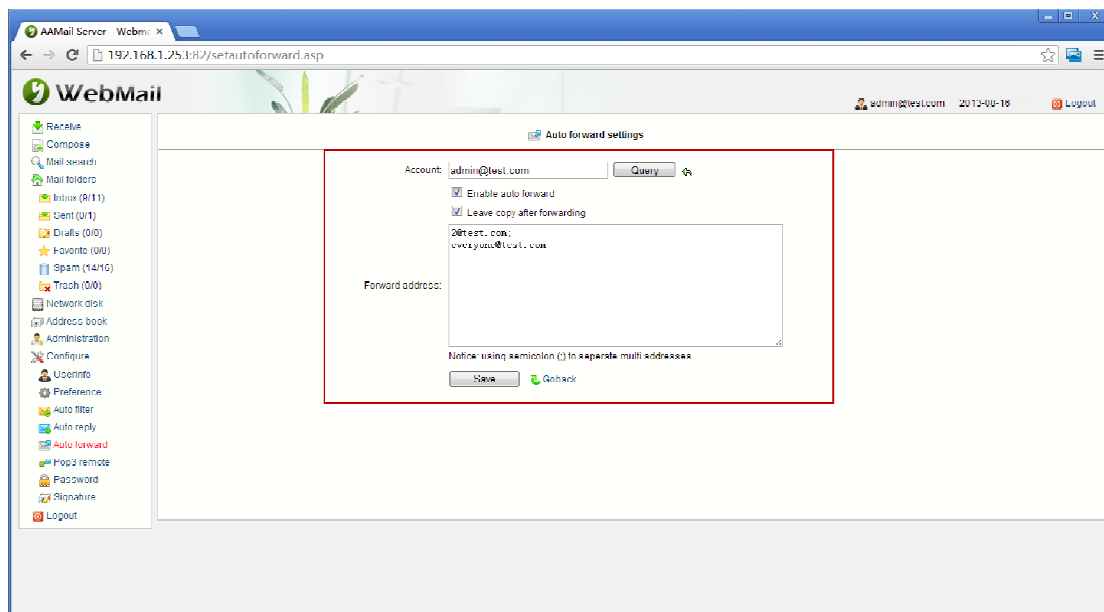 AAMail Server - Webma
192.168.1.253:82/setautoforward.asp
WebMail
admin@test.com 2013-08-16 Logout
Receive
Compose
Mail search
Mail folders
Inbox (9/11)
Sent (0/1)
Drafts (0/0)
Favorite (0/0)
Spam (14/16)
Trash (0/0)
Network disk
Address book
Administration
Configure
Userinfo
Preference
Auto filter
Auto reply
Auto forward
Pop3 remote
Password
Signature
Logout
Auto forward settings
Account: admin@test.com Query
Enable auto forward
Leave copy after forwarding
Forward address:
2@test.com;
everyone@test.com
Notice: using semicolon (;) to seperate multi addresses
Save Goback